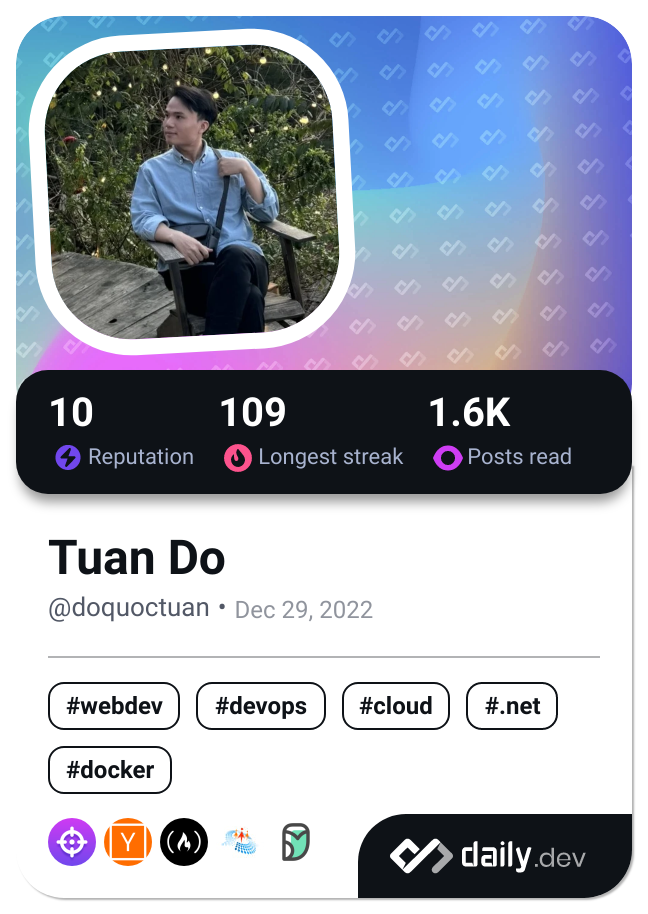 10 109 1.6K
Reputation Longest streak Posts read
Tuan Do
@doquoctuan • Dec 29, 2022
#webdev #devops #cloud #.net
#docker
Y
daily.dev